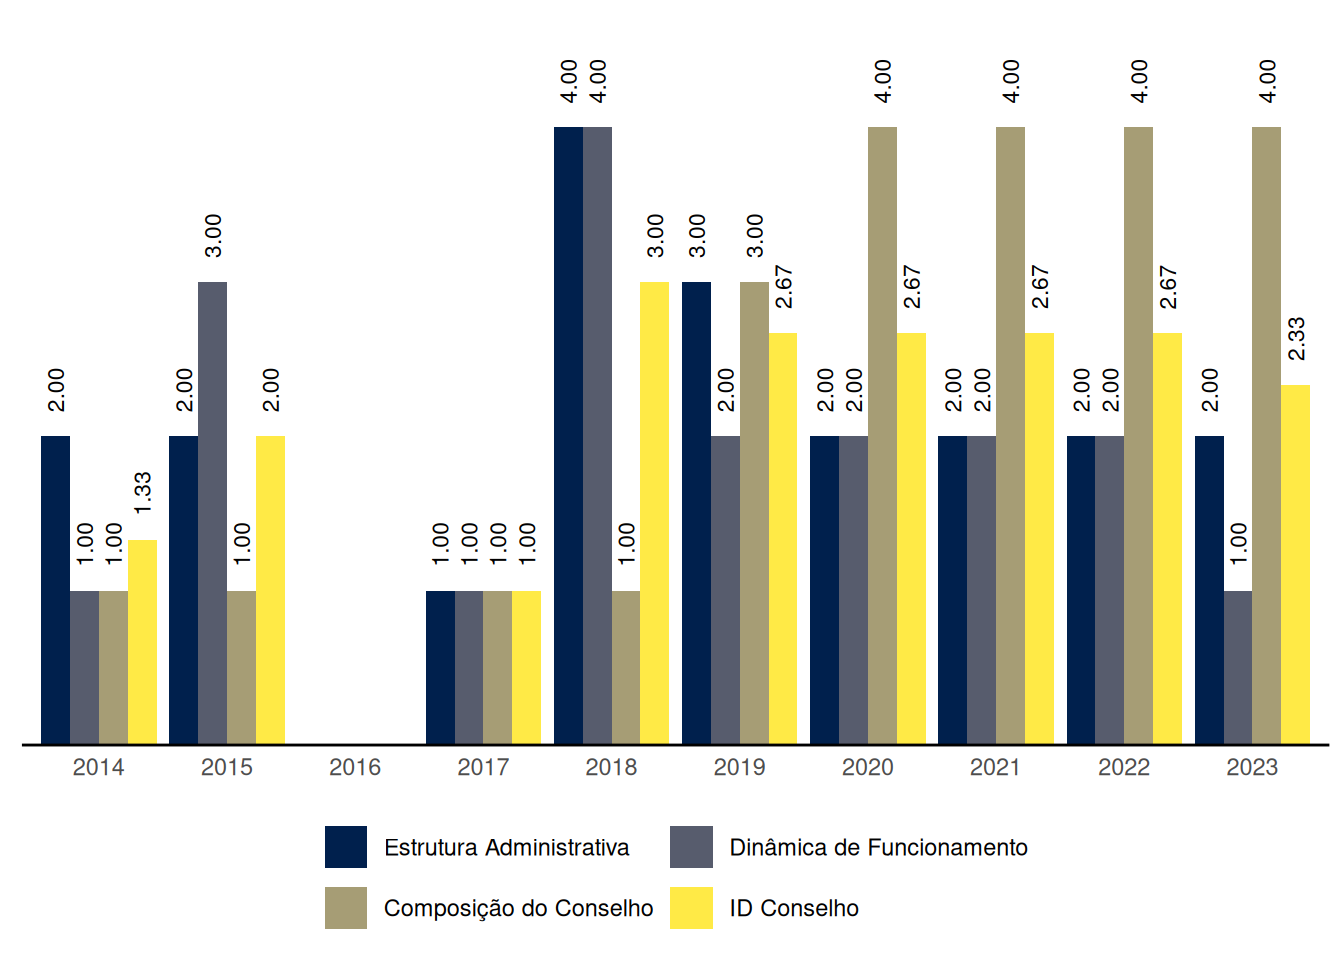 2.00 1.00 1.00 1.33 2.00 3.00 1.00 2.00 1.00 1.00 1.00 1.00 4.00 4.00 1.00 3.00 3.00 2.00 3.00 2.67 2.00 2.00 4.00 2.67 2.00 2.00 4.00 2.67 2.00 2.00 4.00 2.67 2.00 1.00 4.00 2.33
2014 2015 2016 2017 2018 2019 2020 2021 2022 2023
Estrutura Administrativa Dinâmica de Funcionamento
Composição do Conselho ID Conselho